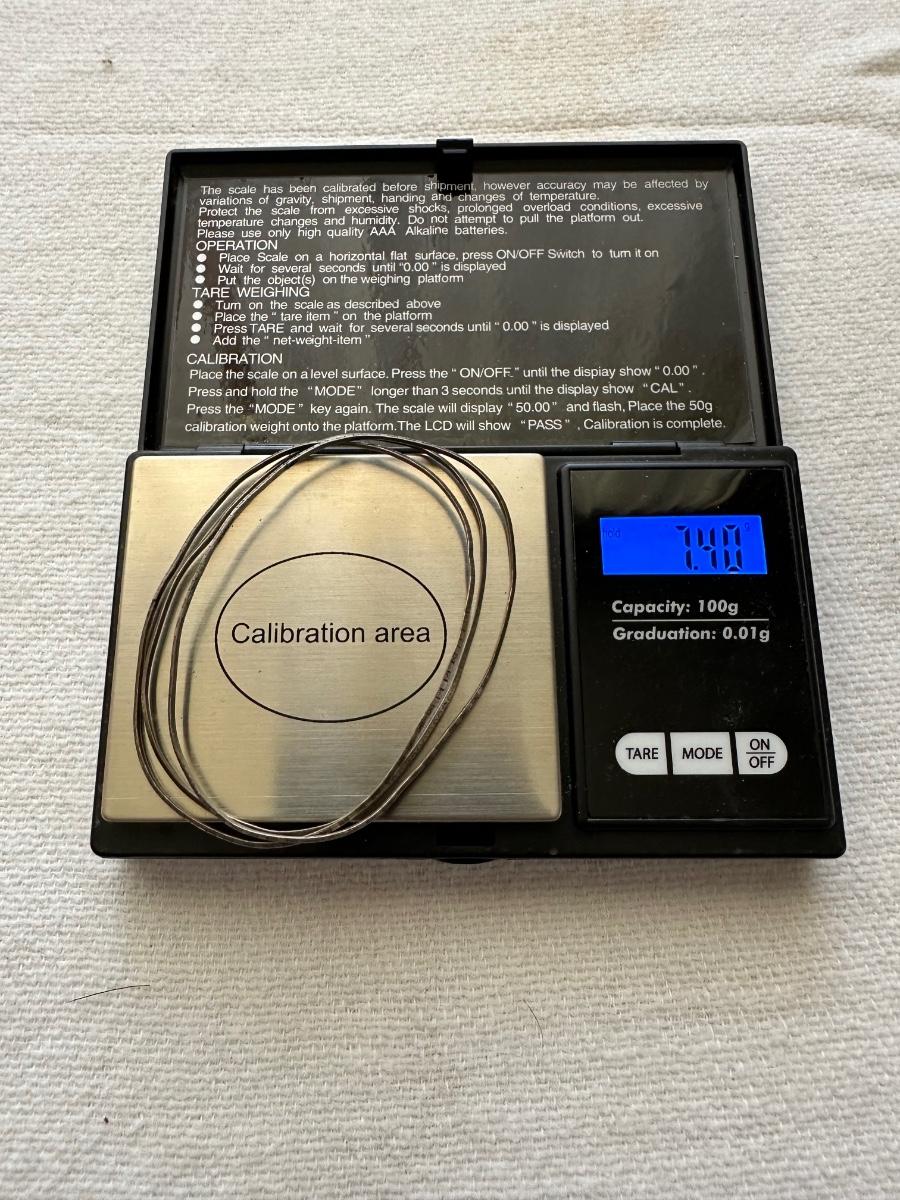 The scale has been calibrated before shipment, however accuracy may be affected by
variations of gravity, shipment, handing and changes of temperature.
Protect the scale from excessive shocks, prolonged overload conditions, excessive
temperature changes and humidity. Do not attempt to pull the platform out.
Please use only high quality AAA Alkaline batteries.
OPERATION
● Place Scale on a horizontal flat surface, press ON/OFF Switch to turn it on
● Wait for several seconds until "0.00" is displayed
● Put the object(s) on the weighing platform
TARE WEIGHING
● Turn on the scale as described above
● Place the "tare item" on the platform
● Press TARE and wait for several seconds until "0.00" is displayed
● Add the "net-weight-item"
CALIBRATION
Place the scale on a level surface. Press the "ON/OFF." until the display show "0.00".
Press and hold the "MODE" longer than 3 seconds until the display show "CAL".
Press the "MODE" key again. The scale will display "50.00" and flash, Place the 50g
calibration weight onto the platform.The LCD will show "PASS", Calibration is complete.
Calibration area
hold 7.40 g
Capacity: 100g
Graduation: 0.01g
TARE MODE ON
OFF